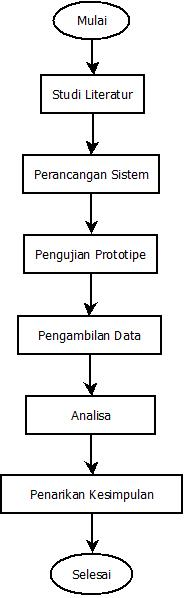 Mulai
Studi Literatur
Perancangan Sistem
Pengujian Prototipe
Pengambilan Data
Analisa
Penarikan Kesimpulan
Selesai